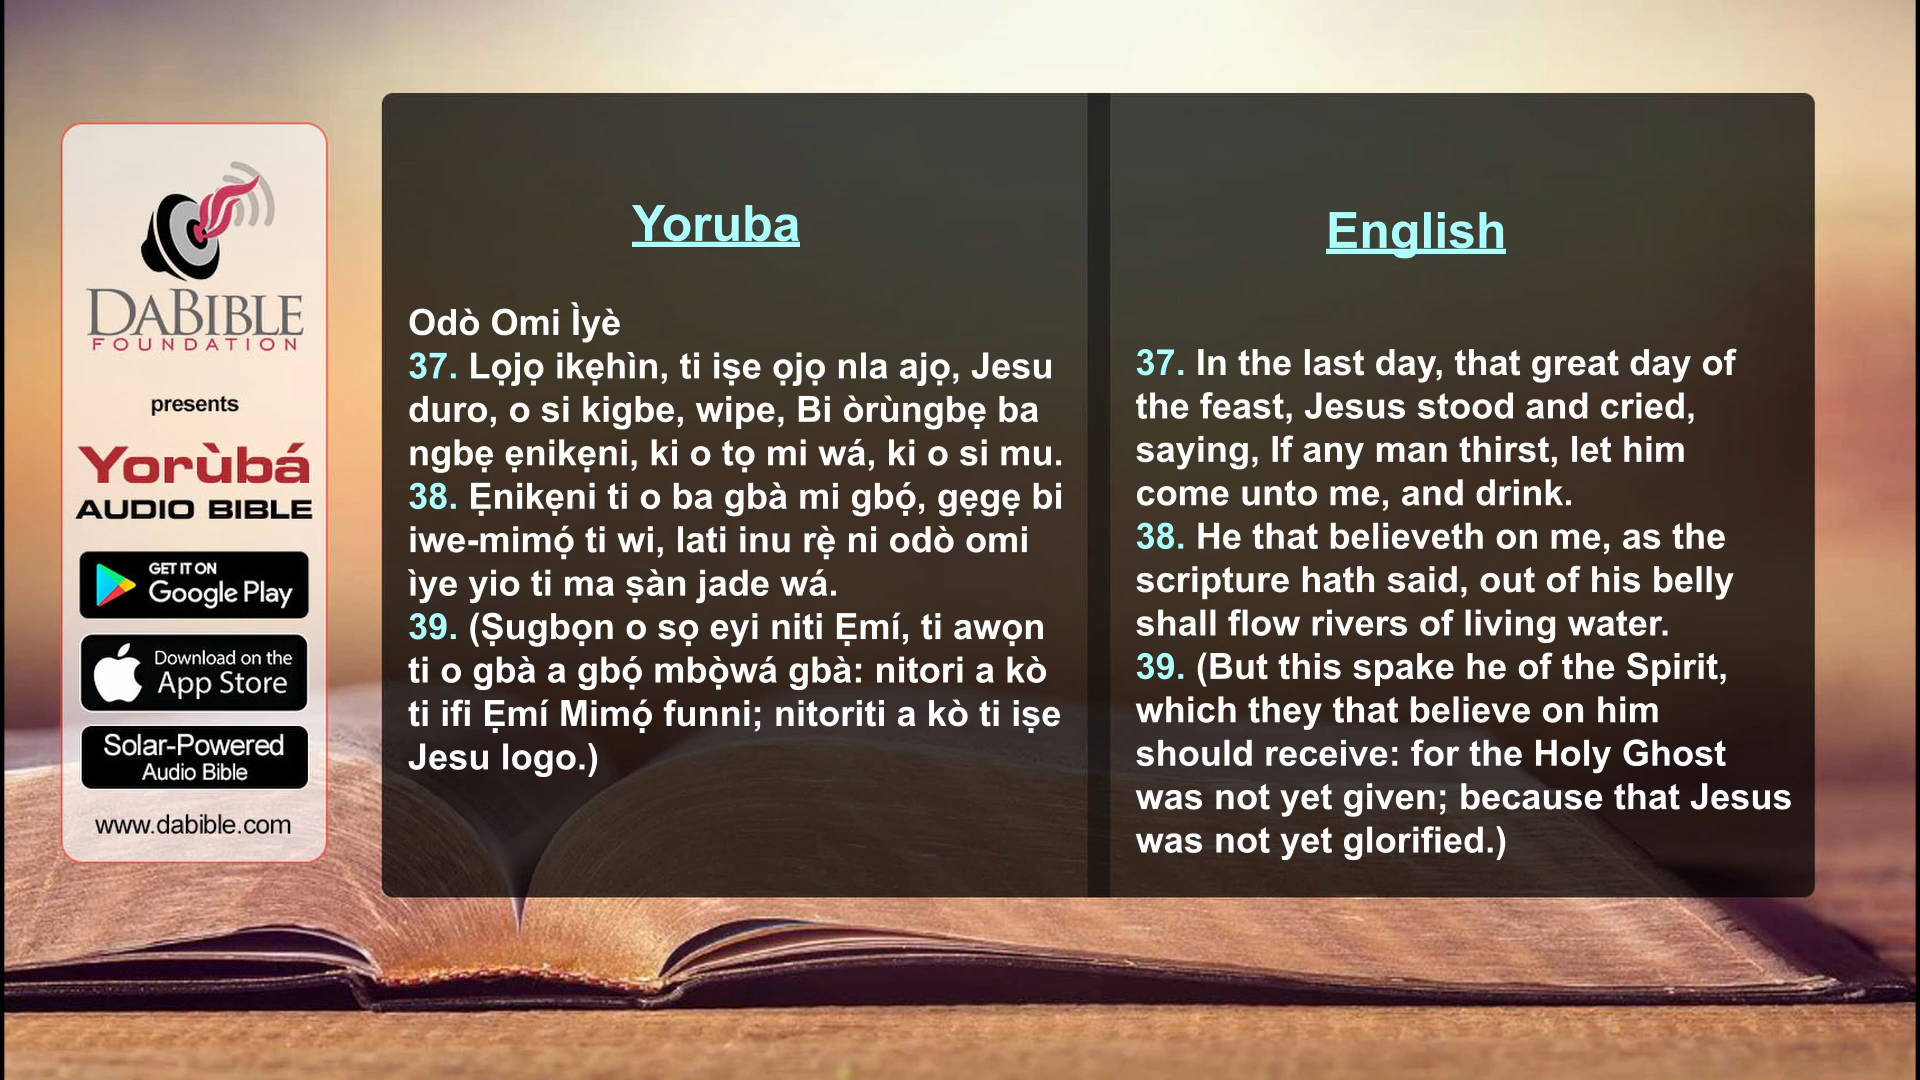 DABIBLE
FOUNDATION
presents
Yorùbá
AUDIO BIBLE
GET IT ON
Google Play
Download on the
App Store
Solar-Powered
Audio Bible
www.dabible.com
Yoruba
Odò Omi Ìyè
37. Lọjọ ikẹhìn, ti iṣe ọjọ nla ajọ, Jesu
duro, o si kigbe, wipe, Bi òrùngbẹ ba
ngbẹ ẹnikẹni, ki o tọ mi wá, ki o si mu.
38. Ẹnikẹni ti o ba gbà mi gbọ́, gẹgẹ bi
iwe-mimọ́ ti wi, lati inu rẹ̀ ni odò omi
ìye yio ti ma ṣàn jade wá.
39. (Ṣugbọn o sọ eyi niti Ẹmí, ti awọn
ti o gbà a gbọ́ mbọ̀wá gbà: nitori a kò
ti ifi Ẹmí Mimọ́ funni; nitoriti a kò ti iṣe
Jesu logo.)
English
37. In the last day, that great day of
the feast, Jesus stood and cried,
saying, If any man thirst, let him
come unto me, and drink.
38. He that believeth on me, as the
scripture hath said, out of his belly
shall flow rivers of living water.
39. (But this spake he of the Spirit,
which they that believe on him
should receive: for the Holy Ghost
was not yet given; because that Jesus
was not yet glorified.)